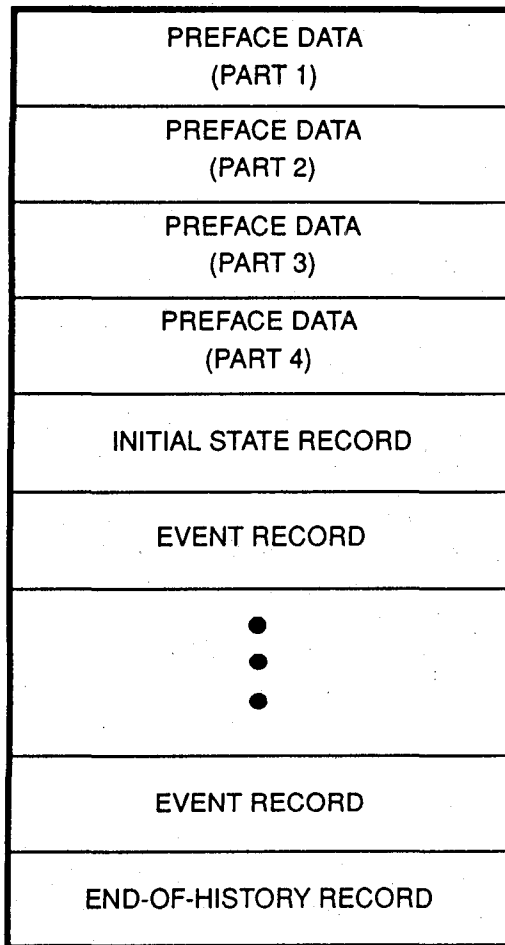 PREFACE DATA
(PART 1)
PREFACE DATA
(PART 2)
PREFACE DATA
(PART 3)
PREFACE DATA
(PART 4)
INITIAL STATE RECORD
EVENT RECORD
EVENT RECORD
END-OF-HISTORY RECORD